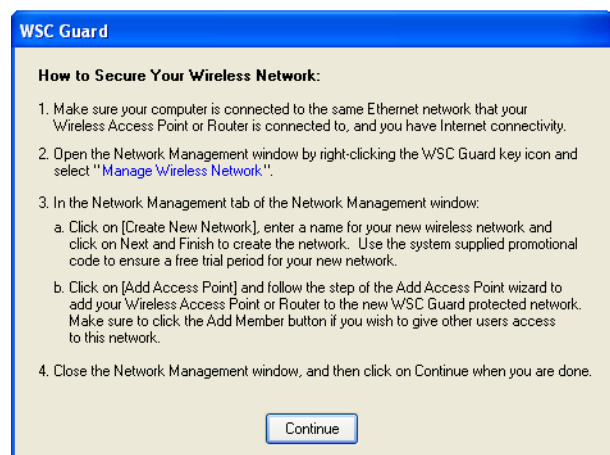 WSC Guard
How to Secure Your Wireless Network:
1. Make sure your computer is connected to the same Ethernet network that your
Wireless Access Point or Router is connected to, and you have Internet connectivity.
2. Open the Network Management window by right-clicking the WSC Guard key icon and
select "Manage Wireless Network".
3. In the Network Management tab of the Network Management window:
a. Click on [Create New Network], enter a name for your new wireless network and
click on Next and Finish to create the network. Use the system supplied promotional
code to ensure a free trial period for your new network.
b. Click on [Add Access Point] and follow the step of the Add Access Point wizard to
add your Wireless Access Point or Router to the new WSC Guard protected network.
Make sure to click the Add Member button if you wish to give other users access
to this network.
4. Close the Network Management window, and then click on Continue when you are done.
Continue